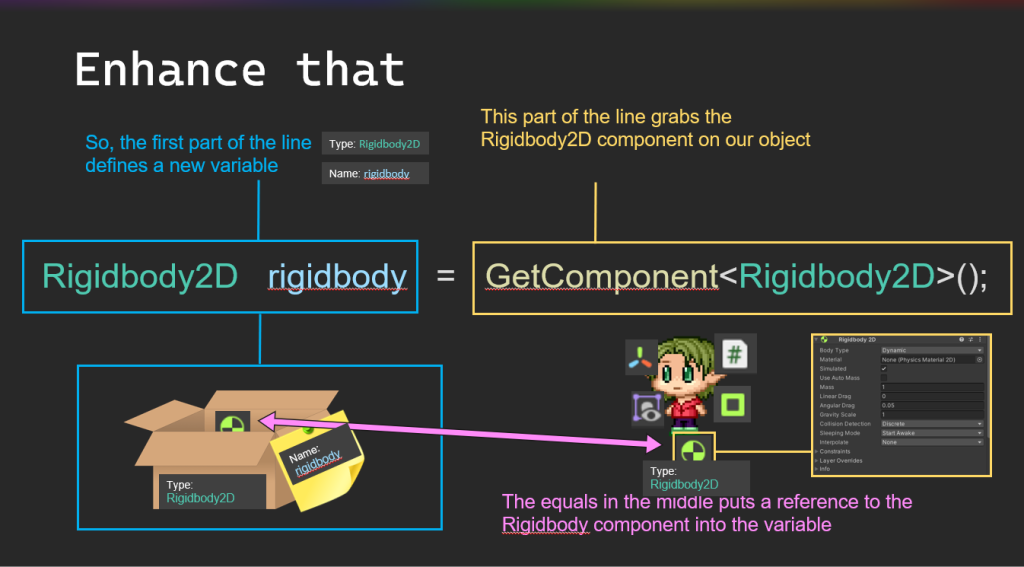 Enhance that
So, the first part of the line
defines a new variable
Type: Rigidbody2D
Name: rigidbody
This part of the line grabs the
Rigidbody2D component on our object
Rigidbody2D rigidbody = GetComponent<Rigidbody2D>();
Name:
rigidbody
Type:
Rigidbody2D
#
Type:
Rigidbody2D
Rigidbody 2D
Body Type Dynamic
Material None (Physics Material 2D)
Simulated
Use Auto Mass
Mass 1
Linear Drag 0
Angular Drag 0.05
Gravity Scale 1
Collision Detection Discrete
Sleeping Mode Start Awake
Interpolate None
Constraints
Layer Overrides
Info
The equals in the middle puts a reference to the
Rigidbody component into the variable